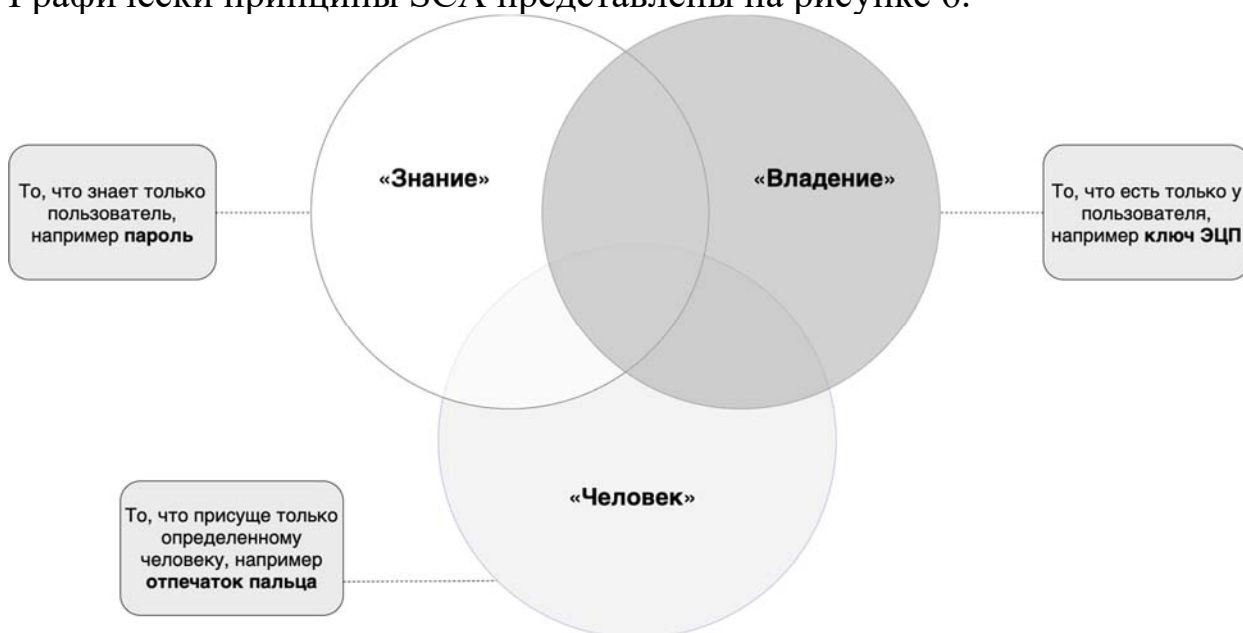 Графически принципы SCA представлены на рисунке 6.
«Знание»
«Владение»
То, что знает только
пользователь,
например пароль
То, что есть только у
пользователя,
например ключ ЭЦП
«Человек»
То, что присуще только
определенному
человеку, например
отпечаток пальца